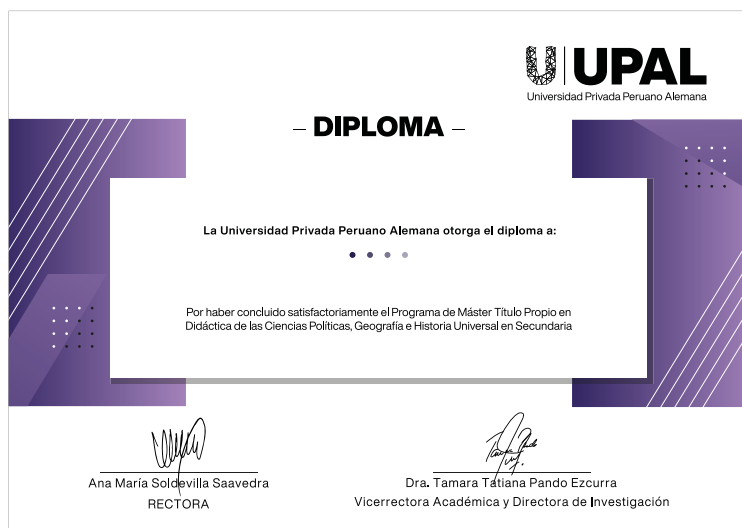 UPAL
Universidad Privada Peruano Alemana
– DIPLOMA –
La Universidad Privada Peruano Alemana otorga el diploma a:
Por haber concluido satisfactoriamente el Programa de Máster Título Propio en
Didáctica de las Ciencias Políticas, Geografía e Historia Universal en Secundaria
Ana María Soldevilla Saavedra
RECTORA
Dra. Tamara Tatiana Pando Ezcurra
Vicerrectora Académica y Directora de Investigación